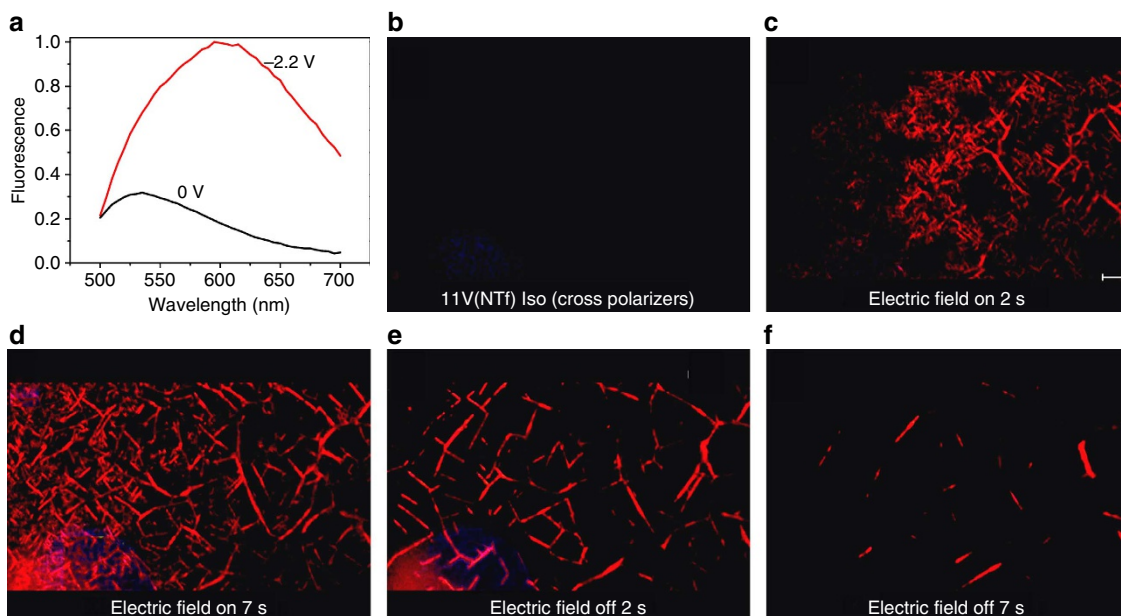 a
1.0
0.8
0.6
0.4
0.2
0.0
Fluorescence
–2.2 V
0 V
500
550
600
650
700
Wavelength (nm)
b
11V(NTf) Iso (cross polarizers)
c
Electric field on 2 s
d
Electric field on 7 s
e
Electric field off 2 s
f
Electric field off 7 s